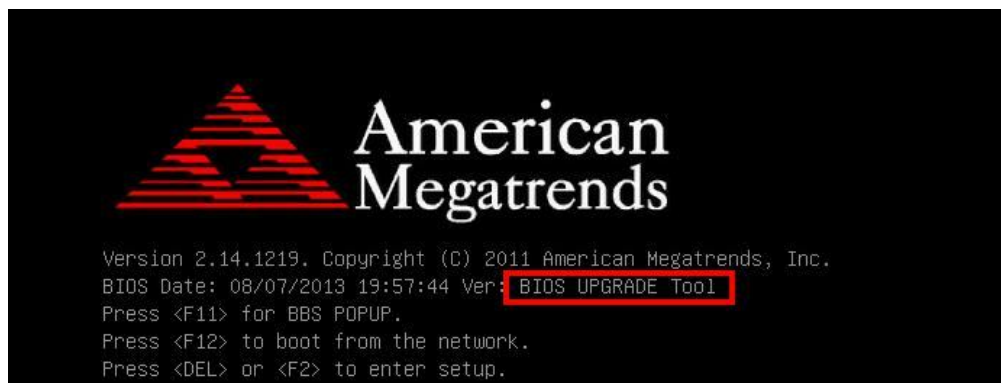 American
Megatrends
Version 2.14.1219. Copyright (C) 2011 American Megatrends, Inc.
BIOS Date: 08/07/2013 19:57:44 Ver: BIOS UPGRADE Tool
Press <F11> for BBS POPUP.
Press <F12> to boot from the network.
Press <DEL> or <F2> to enter setup.